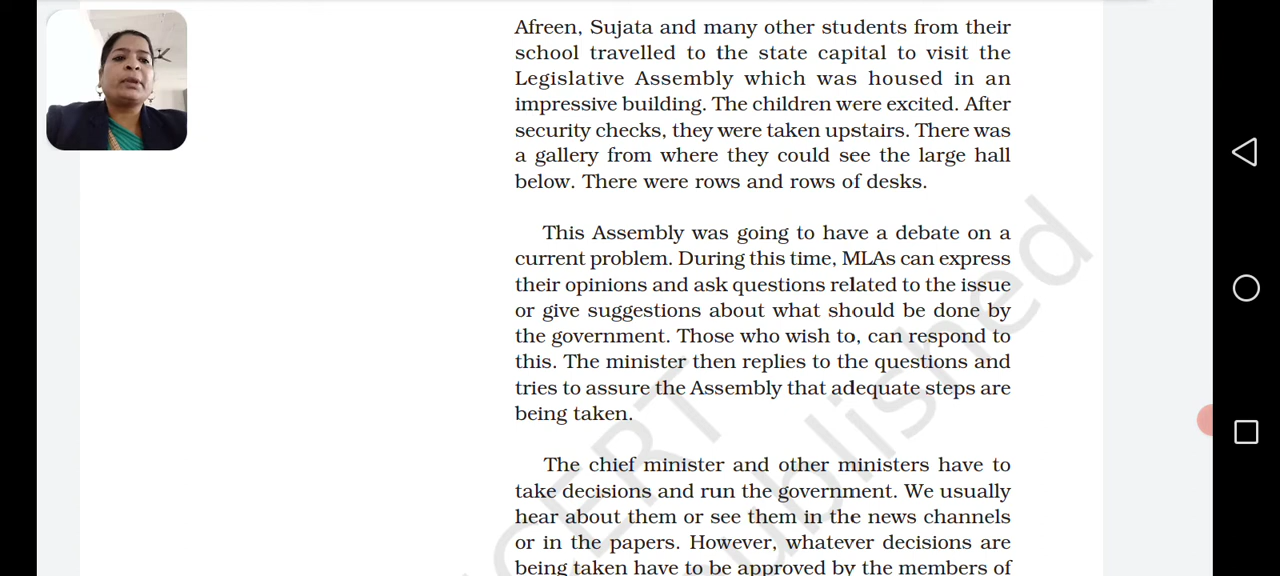 Afreen, Sujata and many other students from their
school travelled to the state capital to visit the
Legislative Assembly which was housed in an
impressive building. The children were excited. After
security checks, they were taken upstairs. There was
a gallery from where they could see the large hall
below. There were rows and rows of desks.
This Assembly was going to have a debate on a
current problem. During this time, MLAs can express
their opinions and ask questions related to the issue
or give suggestions about what should be done by
the government. Those who wish to, can respond to
this. The minister then replies to the questions and
tries to assure the Assembly that adequate steps are
being taken.
The chief minister and other ministers have to
take decisions and run the government. We usually
hear about them or see them in the news channels
or in the papers. However, whatever decisions are
being taken have to be approved by the members of
CERT
ublished